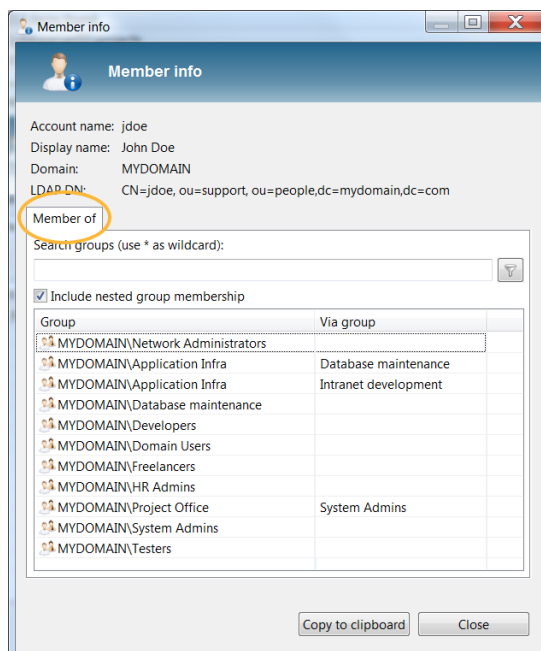 Member info
Member info
Account name: jdoe
Display name: John Doe
Domain: MYDOMAIN
LDAP DN: CN=jdoe, ou=support, ou=people,dc=mydomain,dc=com
Member of
Search groups (use * as wildcard):
Include nested group membership
Group Via group
MYDOMAIN\Network Administrators
MYDOMAIN\Application Infra Database maintenance
MYDOMAIN\Application Infra Intranet development
MYDOMAIN\Database maintenance
MYDOMAIN\Developers
MYDOMAIN\Domain Users
MYDOMAIN\Freelancers
MYDOMAIN\HR Admins
MYDOMAIN\Project Office System Admins
MYDOMAIN\System Admins
MYDOMAIN\Testers
Copy to clipboard Close